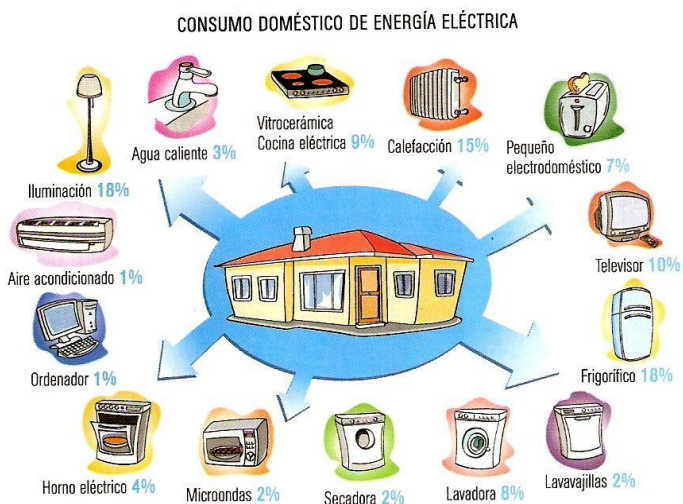 CONSUMO DOMÉSTICO DE ENERGÍA ELÉCTRICA
Iluminación 18%
Agua caliente 3%
Vitrocerámica
Cocina eléctrica 9%
Calefacción 15%
Pequeño
electrodoméstico 7%
Aire acondicionado 1%
Televisor 10%
Ordenador 1%
Frigorífico 18%
Horno eléctrico 4%
Microondas 2%
Secadora 2%
Lavadora 8%
Lavavajillas 2%